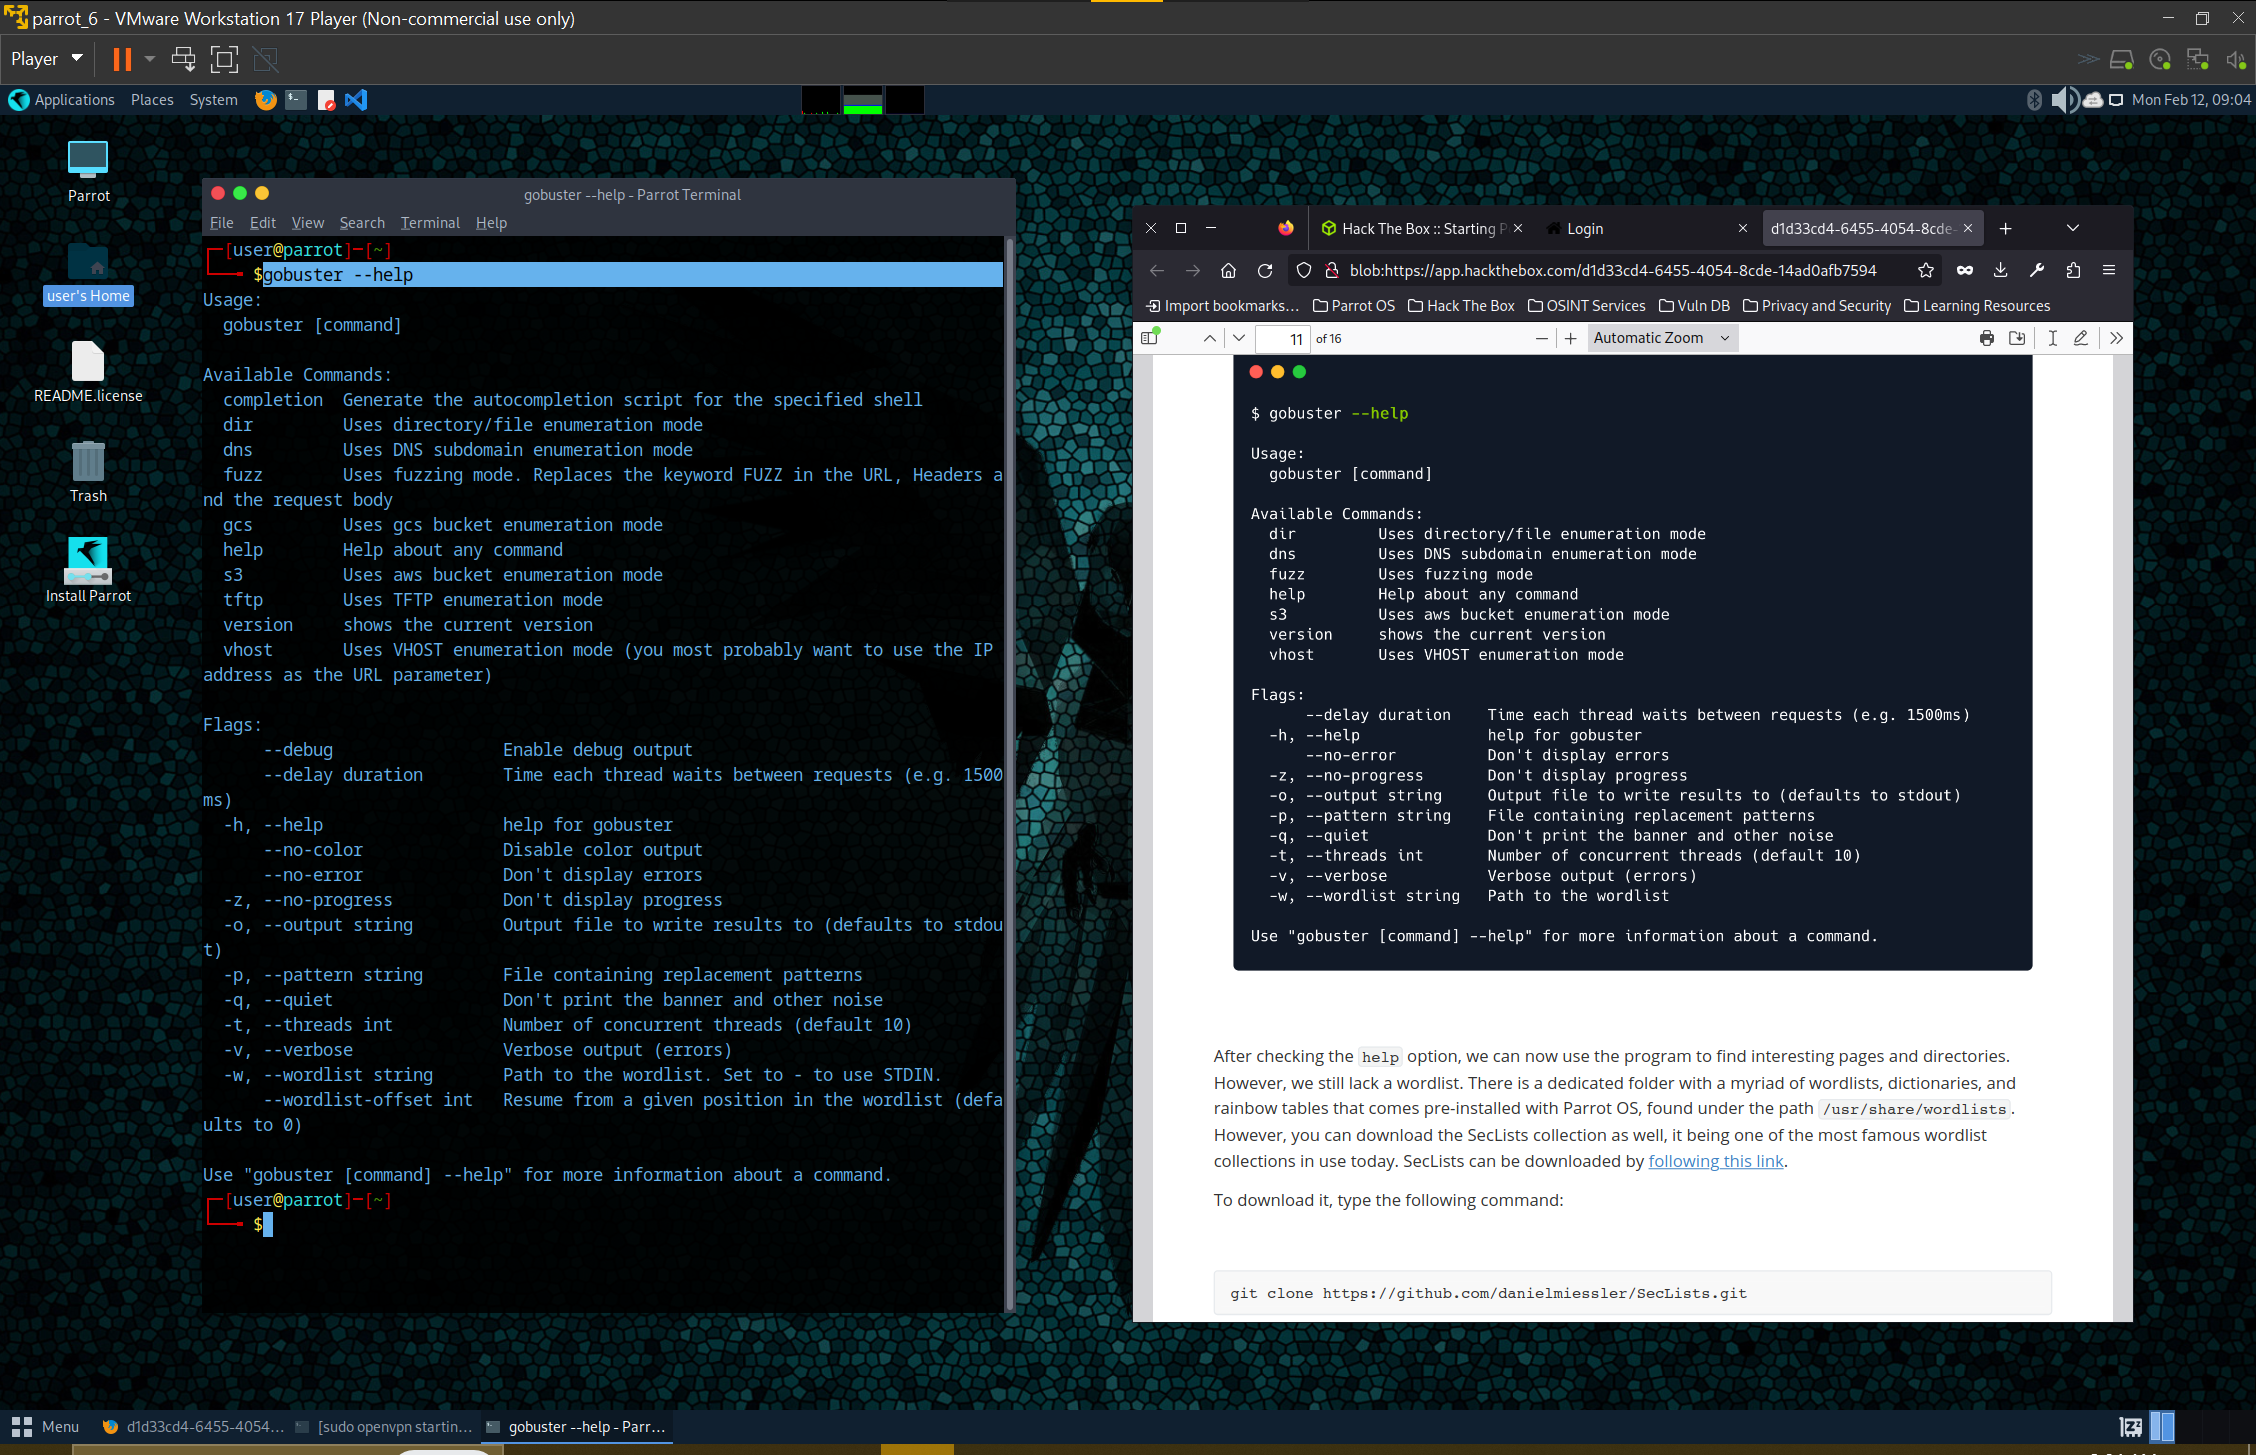 parrot_6 - VMware Workstation 17 Player (Non-commercial use only)
Player
Applications Places System
Mon Feb 12, 09:04
Parrot
user's Home
README.license
Trash
Install Parrot
gobuster --help - Parrot Terminal
File Edit View Search Terminal Help
┌─[user@parrot]─[~]
└──╼ $gobuster --help
Usage:
  gobuster [command]

Available Commands:
  completion  Generate the autocompletion script for the specified shell
  dir         Uses directory/file enumeration mode
  dns         Uses DNS subdomain enumeration mode
  fuzz        Uses fuzzing mode. Replaces the keyword FUZZ in the URL, Headers a
nd the request body
  gcs         Uses gcs bucket enumeration mode
  help        Help about any command
  s3          Uses aws bucket enumeration mode
  tftp        Uses TFTP enumeration mode
  version     shows the current version
  vhost       Uses VHOST enumeration mode (you most probably want to use the IP
address as the URL parameter)

Flags:
      --debug                 Enable debug output
      --delay duration        Time each thread waits between requests (e.g. 1500
ms)
  -h, --help                  help for gobuster
      --no-color              Disable color output
      --no-error              Don't display errors
  -z, --no-progress           Don't display progress
  -o, --output string         Output file to write results to (defaults to stdou
t)
  -p, --pattern string        File containing replacement patterns
  -q, --quiet                 Don't print the banner and other noise
  -t, --threads int           Number of concurrent threads (default 10)
  -v, --verbose               Verbose output (errors)
  -w, --wordlist string       Path to the wordlist. Set to - to use STDIN.
      --wordlist-offset int   Resume from a given position in the wordlist (defa
ults to 0)

Use "gobuster [command] --help" for more information about a command.
┌─[user@parrot]─[~]
└──╼ $
Hack The Box :: Starting P
Login
d1d33cd4-6455-4054-8cde-
blob:https://app.hackthebox.com/d1d33cd4-6455-4054-8cde-14ad0afb7594
Import bookmarks... Parrot OS Hack The Box OSINT Services Vuln DB Privacy and Security Learning Resources
11 of 16
Automatic Zoom
$ gobuster --help

Usage:
  gobuster [command]

Available Commands:
  dir         Uses directory/file enumeration mode
  dns         Uses DNS subdomain enumeration mode
  fuzz        Uses fuzzing mode
  help        Help about any command
  s3          Uses aws bucket enumeration mode
  version     shows the current version
  vhost       Uses VHOST enumeration mode

Flags:
      --delay duration    Time each thread waits between requests (e.g. 1500ms)
  -h, --help              help for gobuster
      --no-error          Don't display errors
  -z, --no-progress       Don't display progress
  -o, --output string     Output file to write results to (defaults to stdout)
  -p, --pattern string    File containing replacement patterns
  -q, --quiet             Don't print the banner and other noise
  -t, --threads int       Number of concurrent threads (default 10)
  -v, --verbose           Verbose output (errors)
  -w, --wordlist string   Path to the wordlist

Use "gobuster [command] --help" for more information about a command.
After checking the help option, we can now use the program to find interesting pages and directories.
However, we still lack a wordlist. There is a dedicated folder with a myriad of wordlists, dictionaries, and
rainbow tables that comes pre-installed with Parrot OS, found under the path /usr/share/wordlists.
However, you can download the SecLists collection as well, it being one of the most famous wordlist
collections in use today. SecLists can be downloaded by following this link.
To download it, type the following command:
git clone https://github.com/danielmiessler/SecLists.git
Menu
d1d33cd4-6455-4054...
[sudo openvpn startin...
gobuster --help - Parr...